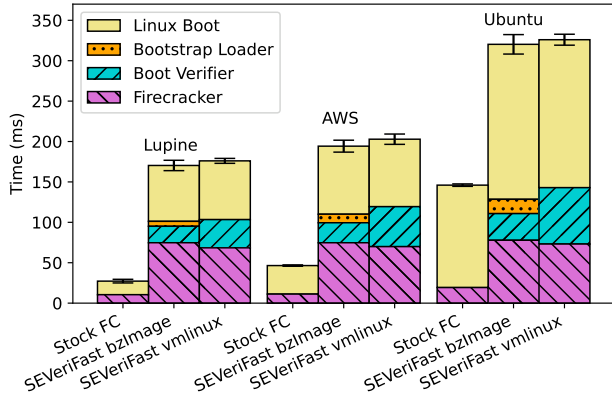 Time (ms)
350
300
250
200
150
100
50
0
Linux Boot
Bootstrap Loader
Boot Verifier
Firecracker
Lupine
AWS
Ubuntu
Stock FC
SEVeriFast bzImage
SEVeriFast vmlinux
Stock FC
SEVeriFast bzImage
SEVeriFast vmlinux
Stock FC
SEVeriFast bzImage
SEVeriFast vmlinux